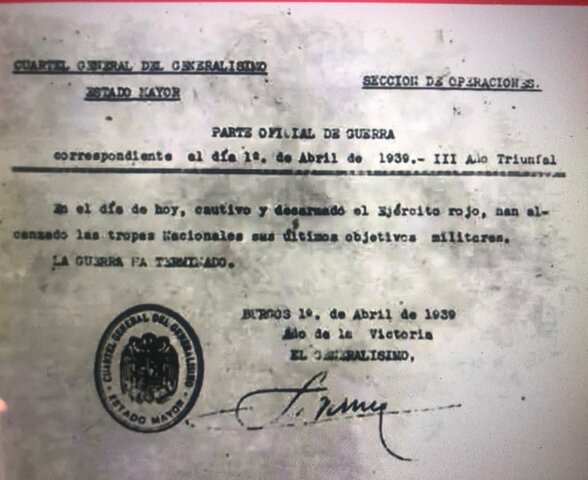 CUARTEL GENERAL DEL GENERALISIMO
ESTADO MAYOR
SECCION DE OPERACIONES.
PARTE OFICIAL DE GUERRA
correspondiente al día 1º. de Abril de 1939.- III Año Triunfal
En el día de hoy, cautivo y desarmado el Ejército rojo, han al-
canzado las tropas Nacionales sus últimos objetivos militares.
LA GUERRA HA TERMINADO.
BURGOS 1º. de Abril de 1939
Año de la Victoria
EL GENERALISIMO,
CUARTEL GENERAL DEL GENERALISIMO
ESTADO MAYOR